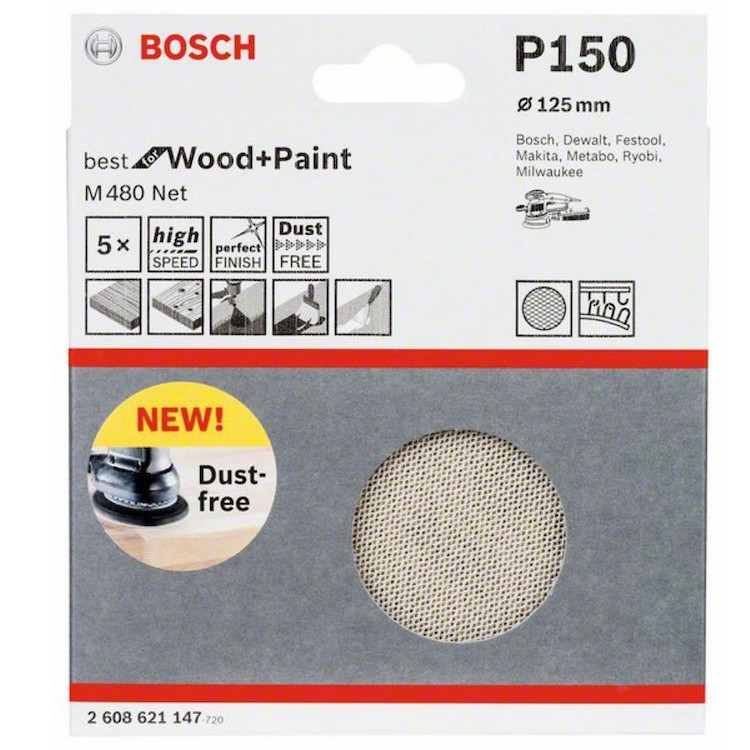 BOSCH
P150
Ø 125 mm
Bosch, Dewalt, Festool,
Makita, Metabo, Ryobi,
Milwaukee
best for Wood+Paint
M 480 Net
5×
high
SPEED
perfect
FINISH
Dust
FREE
NEW!
Dust-
free
2 608 621 147-720